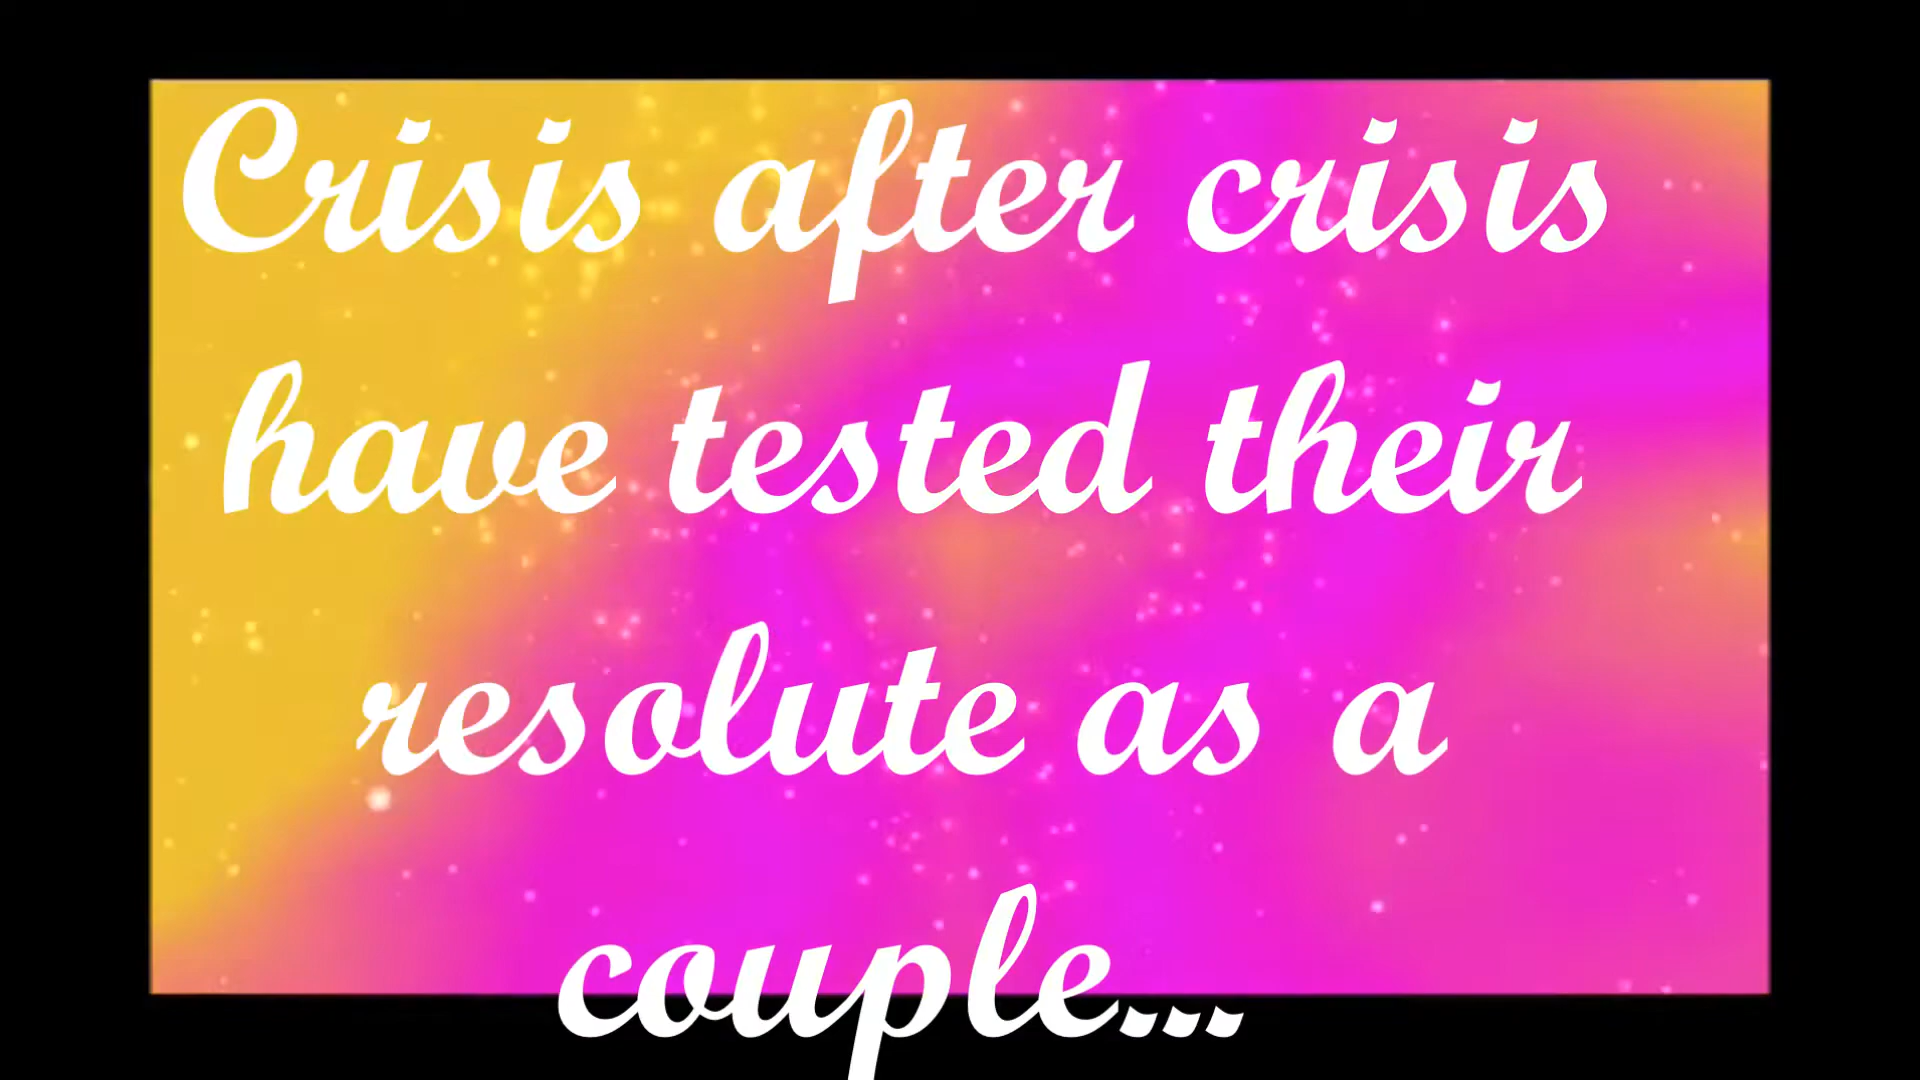 Crisis after crisis
have tested their
resolute as a
couple...